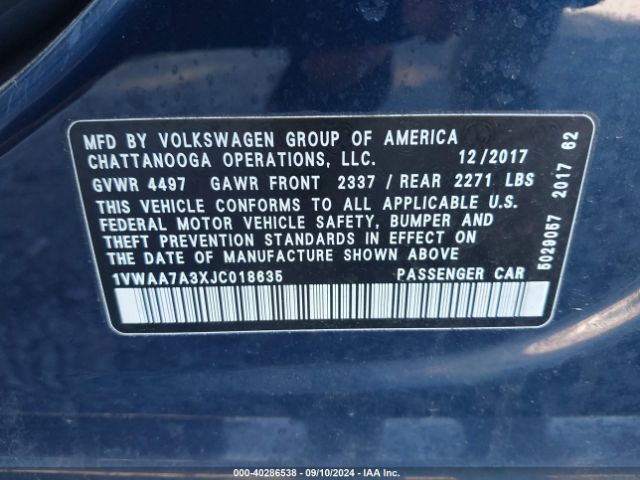 MFD BY VOLKSWAGEN GROUP OF AMERICA
CHATTANOOGA OPERATIONS, LLC. 12/2017
GVWR 4497 GAWR FRONT 2337 / REAR 2271 LBS
THIS VEHICLE CONFORMS TO ALL APPLICABLE U.S.
FEDERAL MOTOR VEHICLE SAFETY, BUMPER AND
THEFT PREVENTION STANDARDS IN EFFECT ON
THE DATE OF MANUFACTURE SHOWN ABOVE
1VWAA7A3XJC018635 PASSENGER CAR
5029057 2017 62
000-40286538 - 09/10/2024 - IAA Inc.